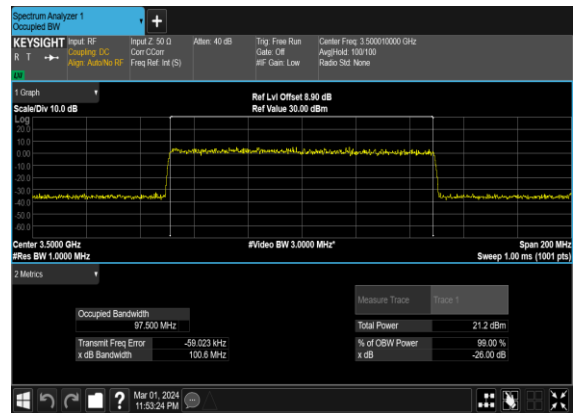 Spectrum Analyzer 1
Occupied BW
+
KEYSIGHT Input: RF Input Z: 50 Ω Atten: 40 dB Trig: Free Run Center Freq: 3.500010000 GHz
R T Coupling: DC Corr CCorr Gate: Off Avg|Hold: 100/100
Align: Auto/No RF Freq Ref: Int (S) #IF Gain: Low Radio Std: None
LW
1 Graph
Scale/Div 10.0 dB Ref Lvl Offset 8.90 dB
Ref Value 30.00 dBm
Log
20.0
10.0
0.00
-10.0
-20.0
-30.0
-40.0
-50.0
-60.0
Center 3.5000 GHz #Video BW 3.0000 MHz* Span 200 MHz
#Res BW 1.0000 MHz Sweep 1.00 ms (1001 pts)
2 Metrics
Measure Trace Trace 1
Occupied Bandwidth
97.500 MHz Total Power 21.2 dBm
Transmit Freq Error -59.023 kHz % of OBW Power 99.00 %
x dB Bandwidth 100.6 MHz x dB -26.00 dB
? Mar 01, 2024
11:53:24 PM